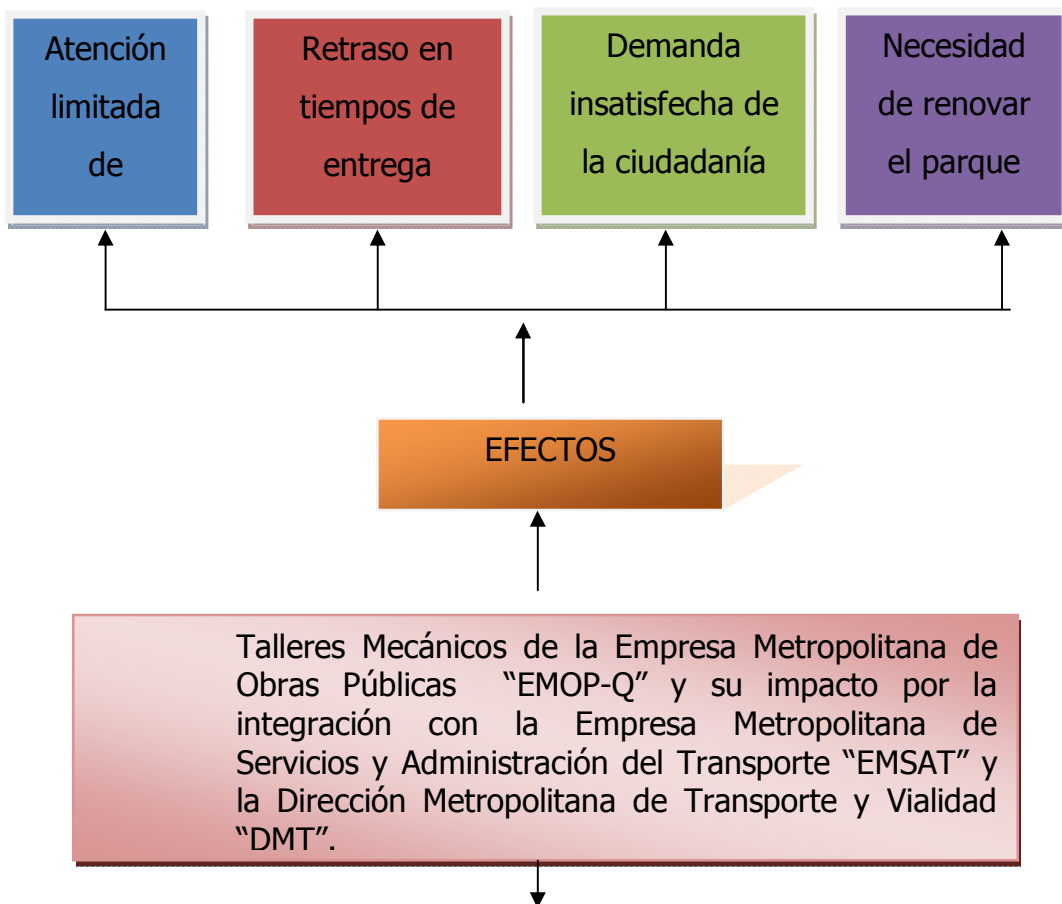 Atención
limitada
de
Retraso en
tiempos de
entrega
Demanda
insatisfecha de
la ciudadanía
Necesidad
de renovar
el parque
EFECTOS
Talleres Mecánicos de la Empresa Metropolitana de
Obras Públicas “EMOP-Q” y su impacto por la
integración con la Empresa Metropolitana de
Servicios y Administración del Transporte “EMSAT” y
la Dirección Metropolitana de Transporte y Vialidad
“DMT”.